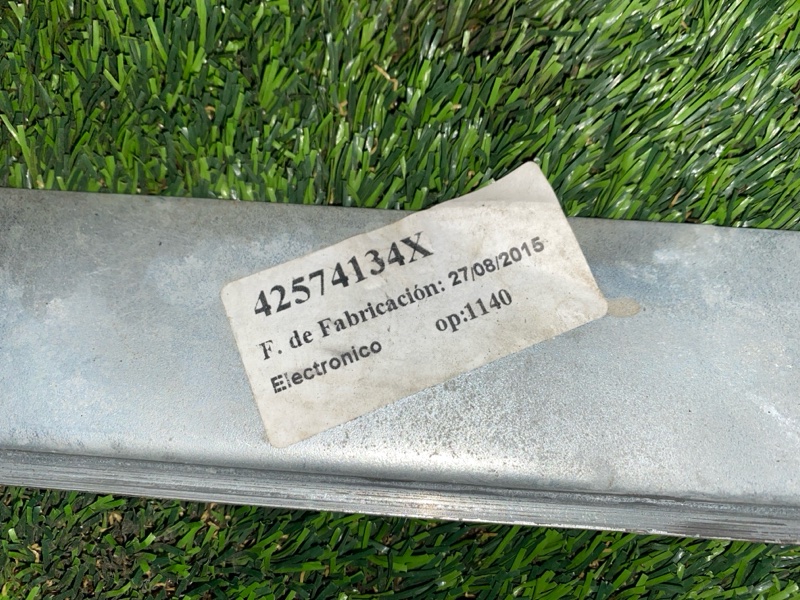 42574134X
F. de Fabricación: 27/08/2015
Electronico op:1140